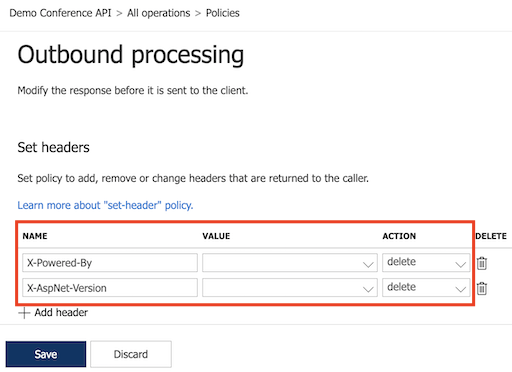 Demo Conference API > All operations > Policies
Outbound processing
Modify the response before it is sent to the client.
Set headers
Set policy to add, remove or change headers that are returned to the caller.
Learn more about "set-header" policy.
NAME VALUE ACTION DELETE
X-Powered-By delete
X-AspNet-Version delete
+ Add header
Save Discard